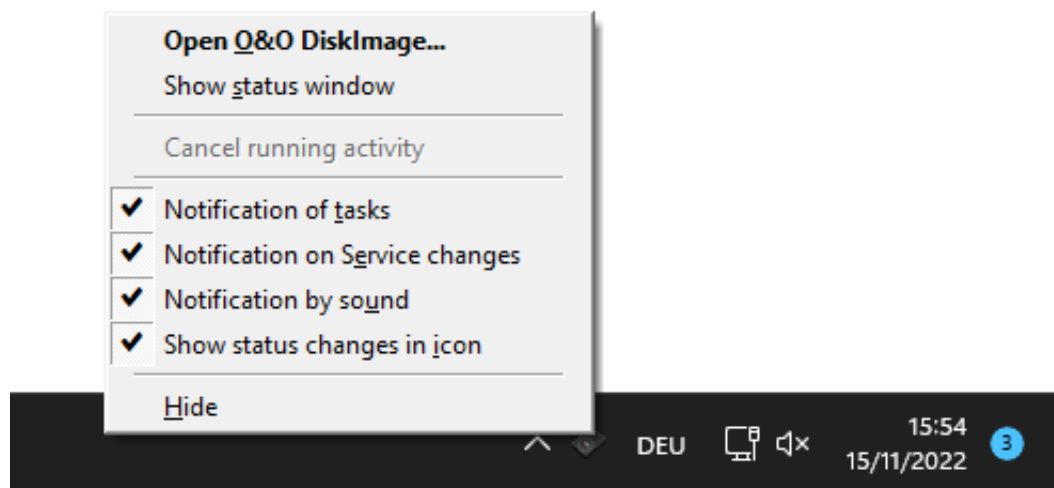 Open O&O DiskImage...
Show status window
Cancel running activity
Notification of tasks
Notification on Service changes
Notification by sound
Show status changes in icon
Hide
DEU
15:54
15/11/2022
3